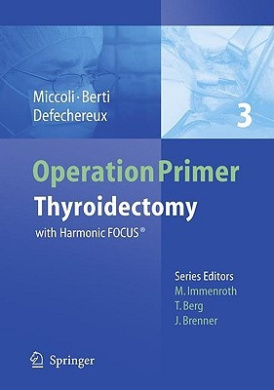 Miccoli · Berti
Defechereux
3
Operation Primer
Thyroidectomy
with Harmonic FOCUS®
Series Editors
M. Immenroth
T. Berg
J. Brenner
Springer